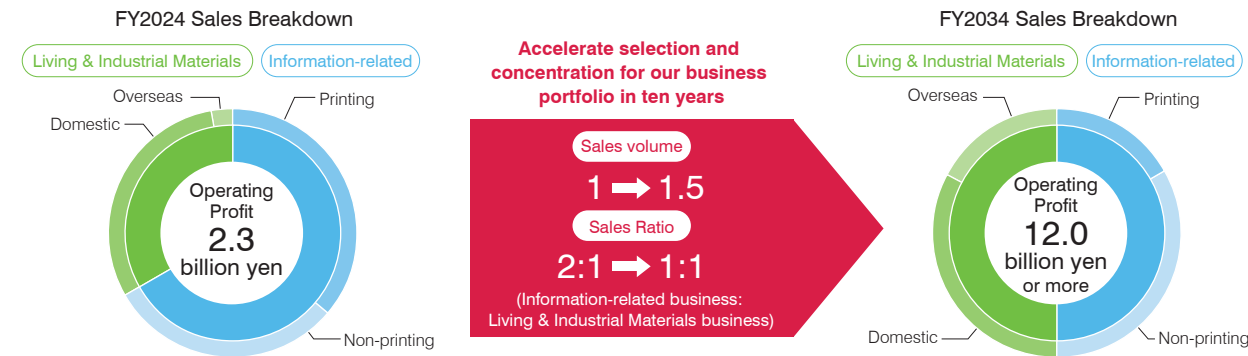 FY2024 Sales Breakdown
Living & Industrial Materials
Information-related
Overseas
Printing
Domestic
Operating
Profit
2.3
billion yen
Non-printing
Accelerate selection and
concentration for our business
portfolio in ten years
Sales volume
1 ➡ 1.5
Sales Ratio
2:1 ➡ 1:1
(Information-related business:
Living & Industrial Materials business)
FY2034 Sales Breakdown
Living & Industrial Materials
Information-related
Overseas
Printing
Operating
Profit
12.0
billion yen
or more
Domestic
Non-printing